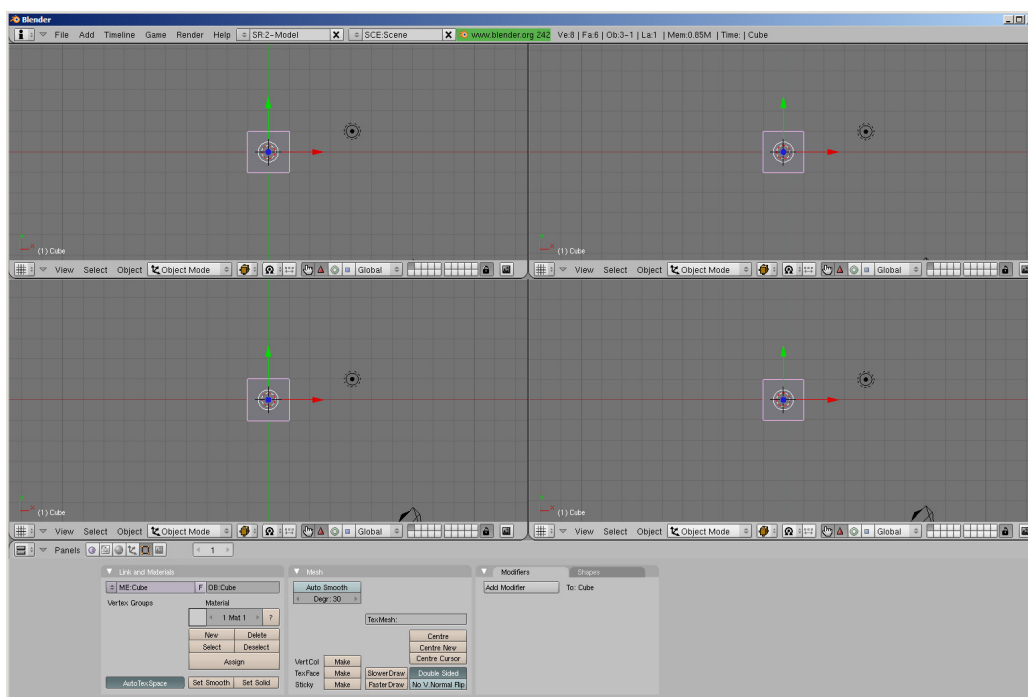 Blender
File Add Timeline Game Render Help SR:2-Model X SCE:Scene X www.blender.org 242 Ve:8 | Fa:6 | Ob:3-1 | La:1 | Mem:0.85M | Time: | Cube
x
(1) Cube
x
(1) Cube
View Select Object Object Mode Global
View Select Object Object Mode Global
x
(1) Cube
x
(1) Cube
View Select Object Object Mode Global
View Select Object Object Mode Global
Panels 1
Link and Materials
ME:Cube F OB:Cube
Vertex Groups Material
1 Mat 1 ?
New Delete
Select Deselect
Assign
AutoTexSpace Set Smooth Set Solid
Mesh
Auto Smooth
Degr: 30
TexMesh:
Centre
Centre New
Centre Cursor
VertCol Make
TexFace Make SlowerDraw Double Sided
Sticky Make FasterDraw No V.Normal Flip
Modifiers Shapes
Add Modifier To: Cube